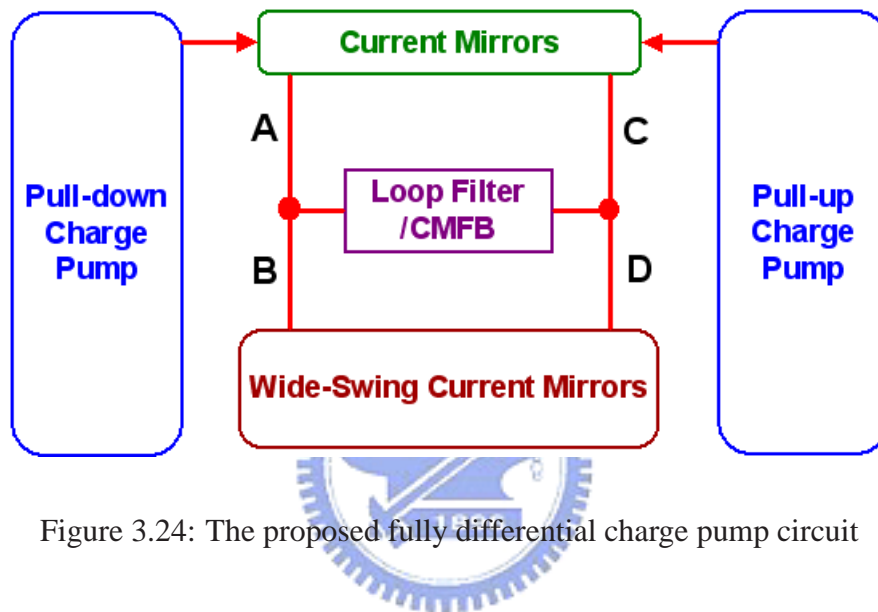 Current Mirrors
A
C
Pull-down
Charge
Pump
Loop Filter
/CMFB
Pull-up
Charge
Pump
B
D
Wide-Swing Current Mirrors
1896
Figure 3.24: The proposed fully differential charge pump circuit